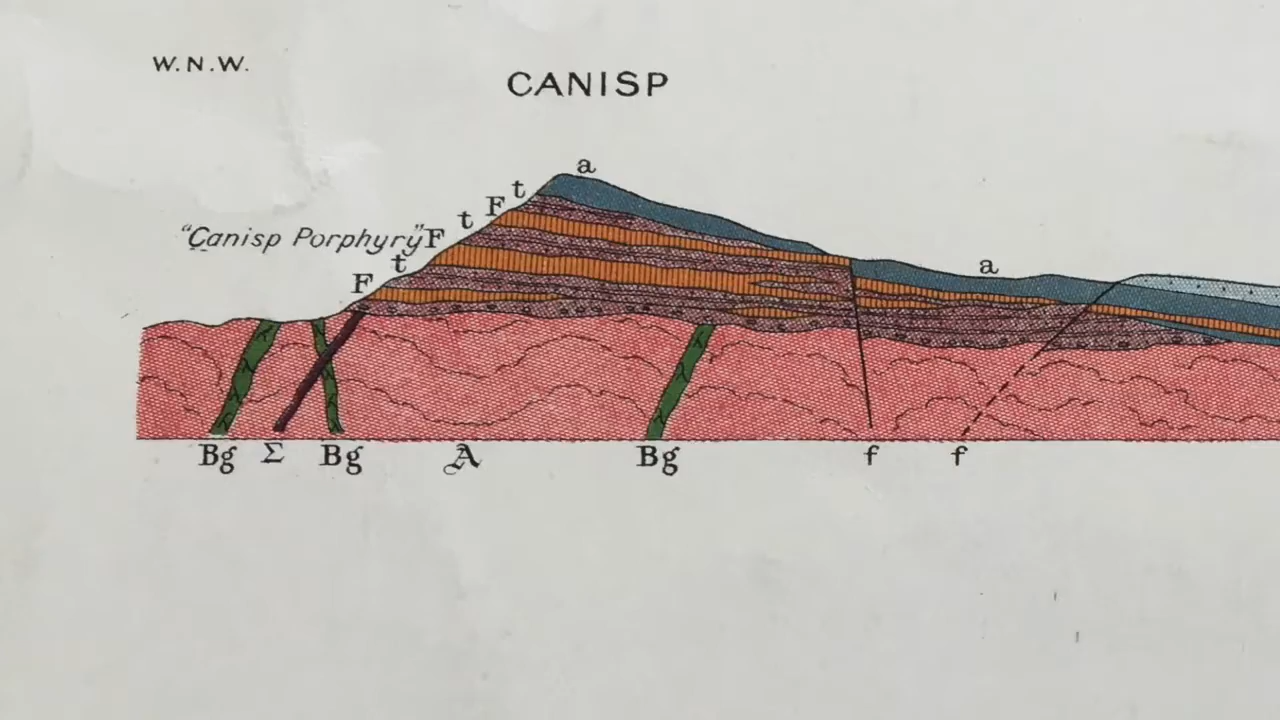 W.N.W.
CANISP
a
t
F
t
"Canisp Porphyry" F
t
F
a
Bg Σ Bg A Bg f f